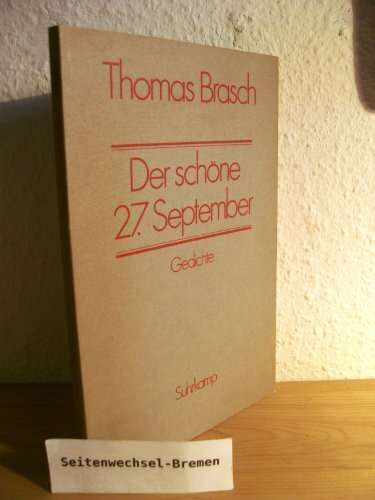 Thomas Brasch
Der schöne
27. September
Gedichte
Suhrkamp
Seitenwechsel-Bremen